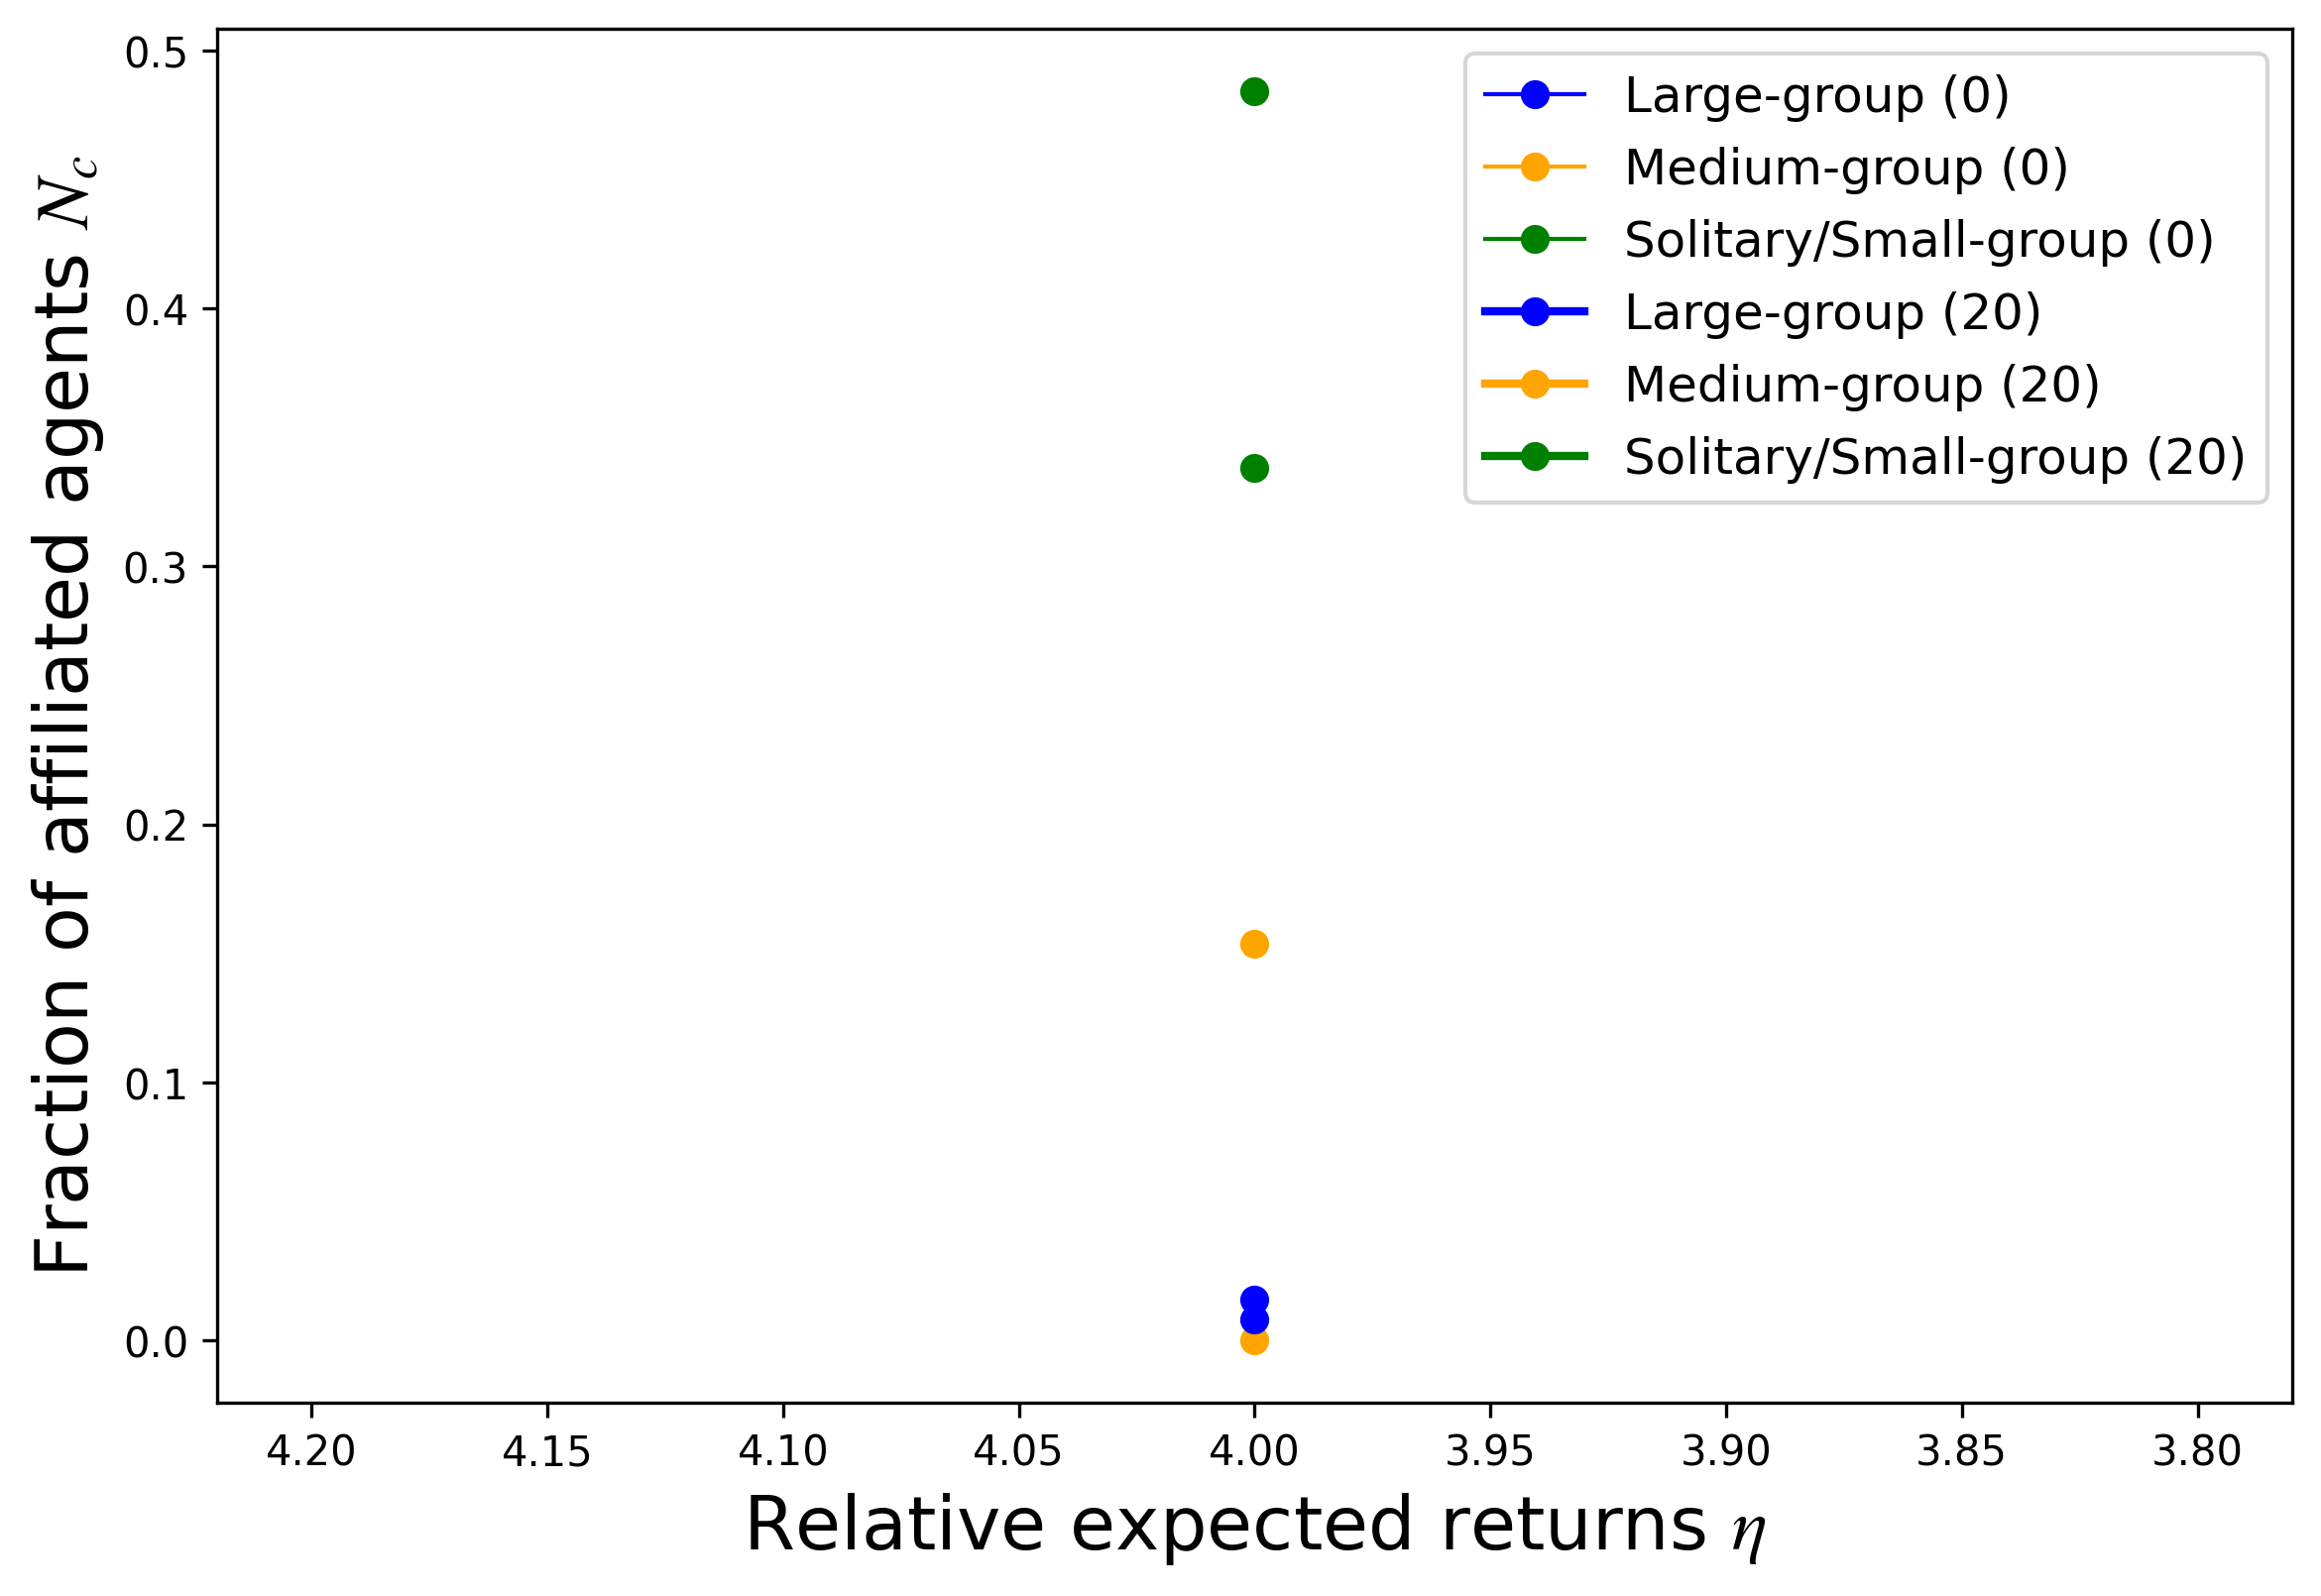 Fraction of affiliated agents N_c
0.5
0.4
0.3
0.2
0.1
0.0
Large-group (0)
Medium-group (0)
Solitary/Small-group (0)
Large-group (20)
Medium-group (20)
Solitary/Small-group (20)
4.20 4.15 4.10 4.05 4.00 3.95 3.90 3.85 3.80
Relative expected returns η